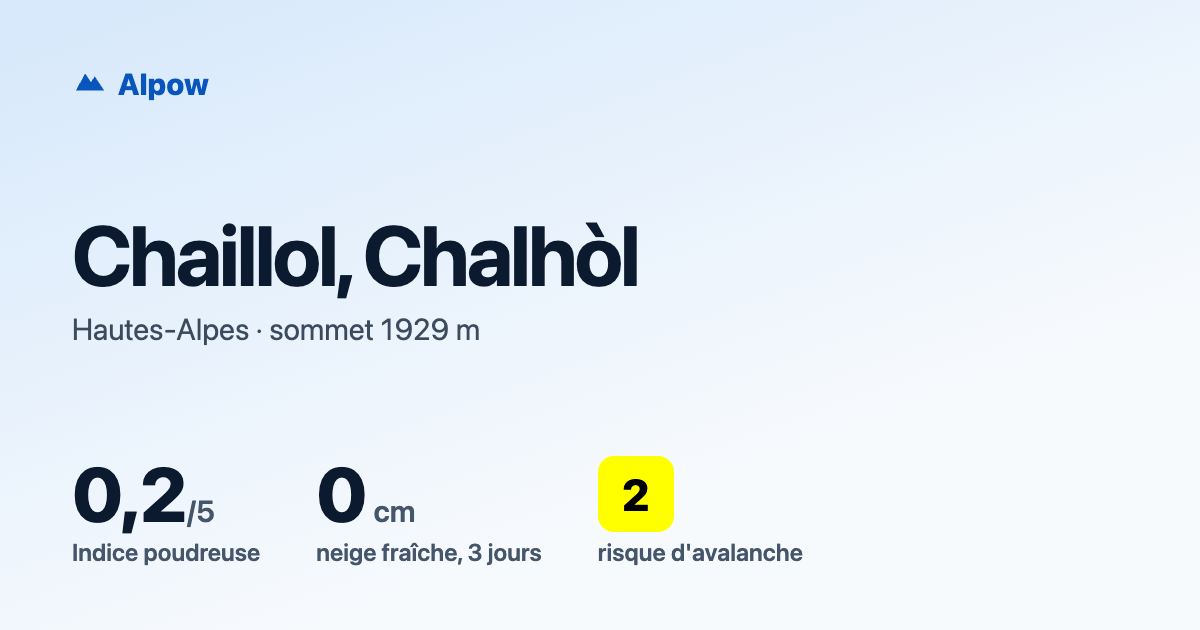 Alpow
Chaillol, Chalhòl
Hautes-Alpes · sommet 1929 m
0,2/5
Indice poudreuse
0 cm
neige fraîche, 3 jours
2
risque d'avalanche